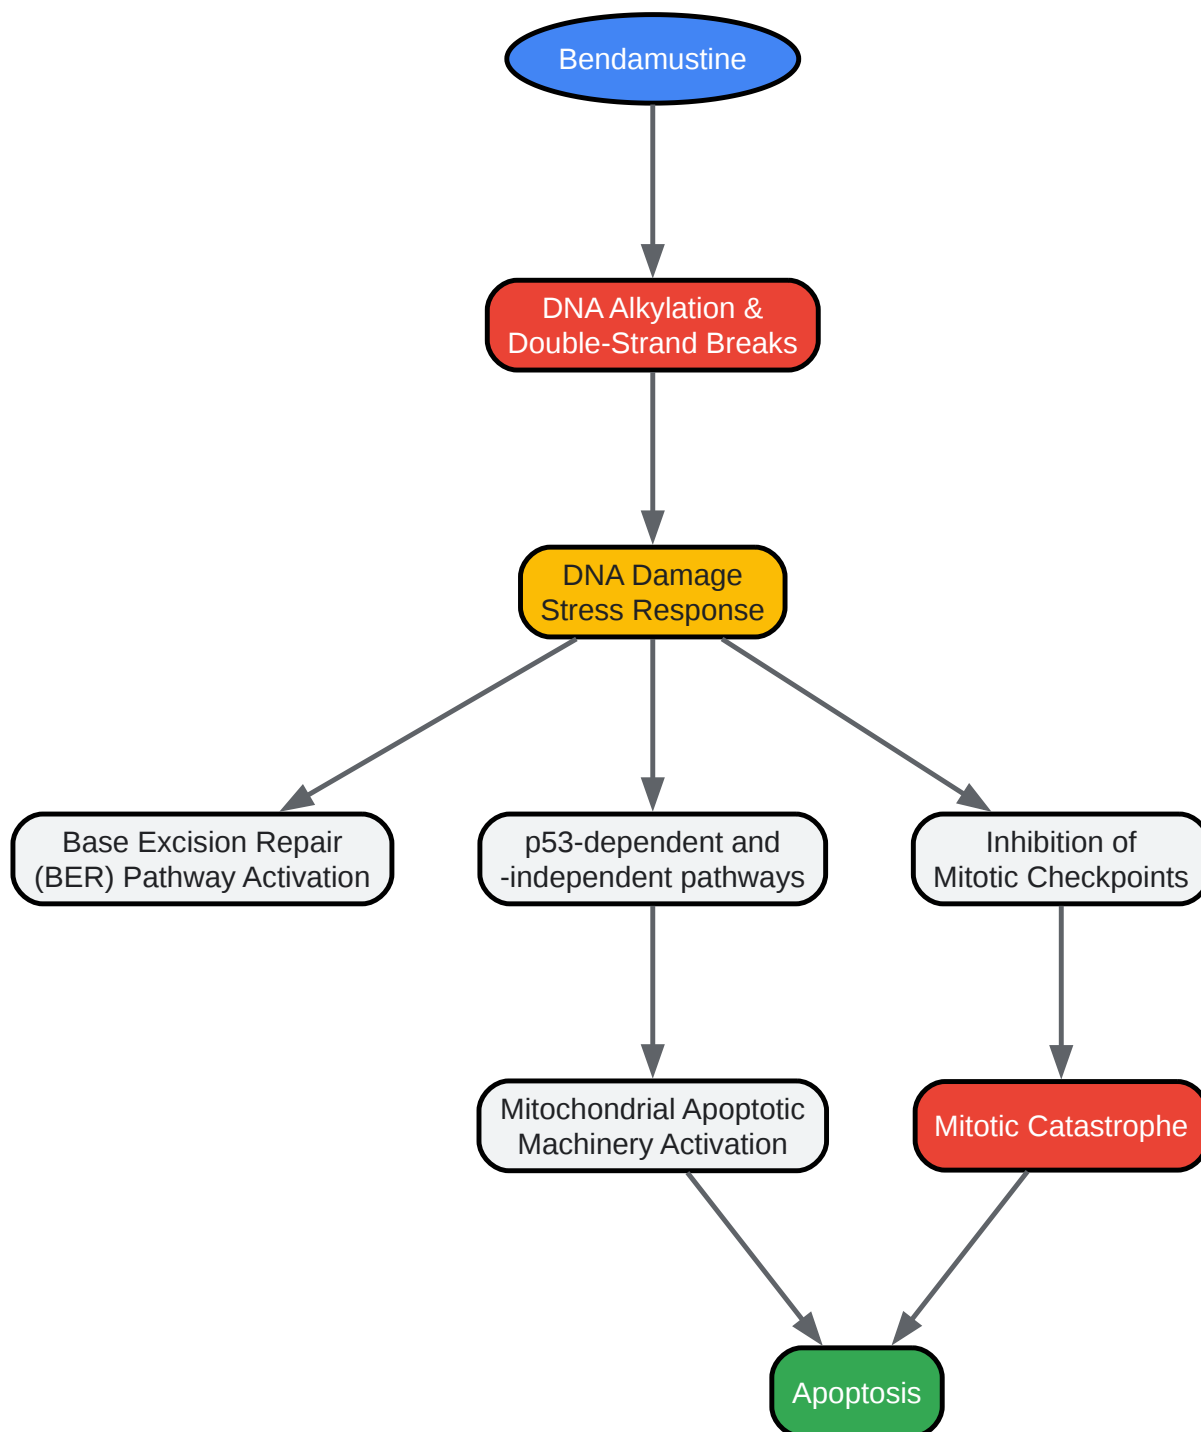 Bendamustine
DNA Alkylation &
Double-Strand Breaks
DNA Damage
Stress Response
Base Excision Repair
(BER) Pathway Activation
p53-dependent and
-independent pathways
Inhibition of
Mitotic Checkpoints
Mitochondrial Apoptotic
Machinery Activation
Mitotic Catastrophe
Apoptosis